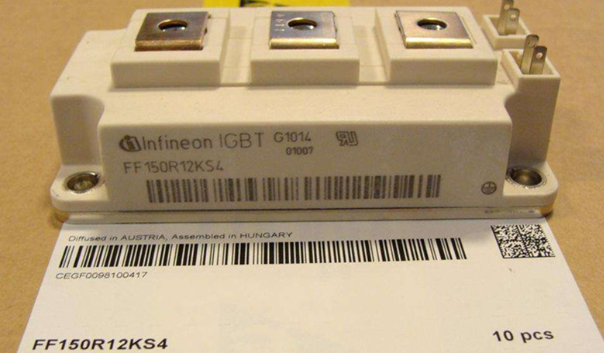 Infineon IGBT G1014
01007
FF150R12KS4
Diffused in AUSTRIA, Assembled in HUNGARY
CEGF0098100417
FF150R12KS4
10 pcs